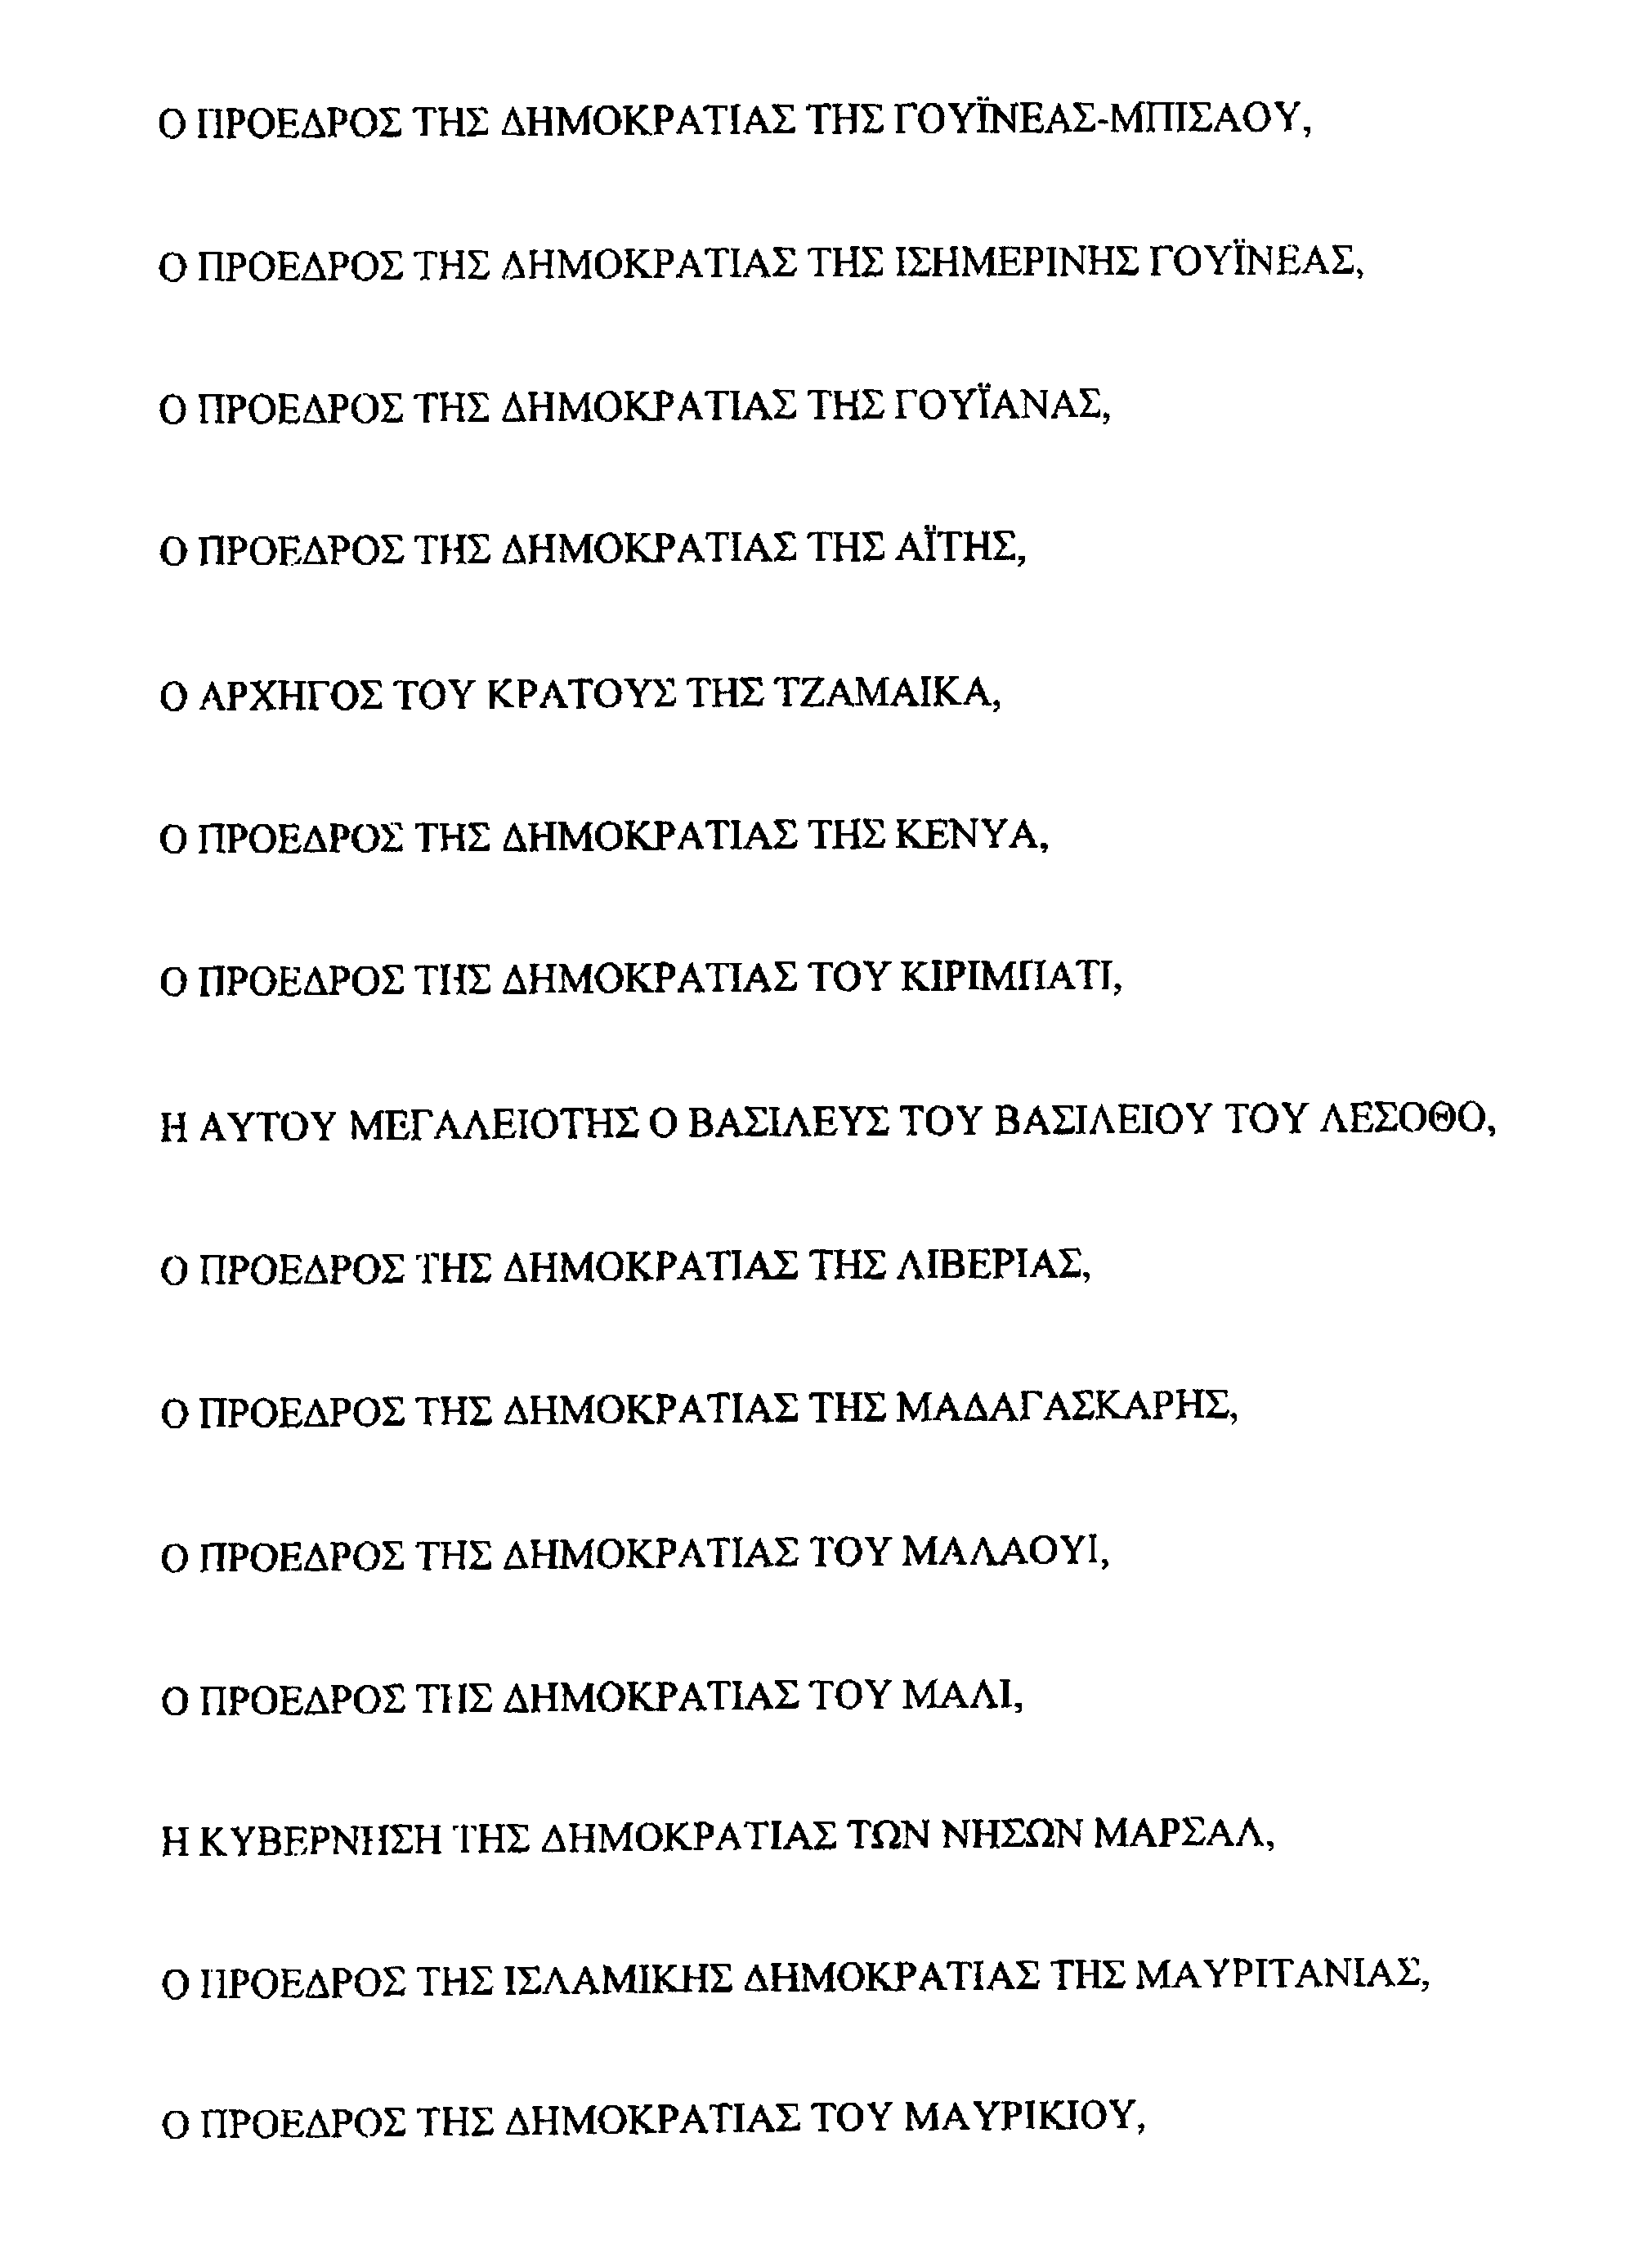 Ο ΠΡΟΕΔΡΟΣ ΤΗΣ ΔΗΜΟΚΡΑΤΙΑΣ ΤΗΣ ΓΟΥΪΝΕΑΣ-ΜΠΙΣΑΟΥ,
Ο ΠΡΟΕΔΡΟΣ ΤΗΣ ΔΗΜΟΚΡΑΤΙΑΣ ΤΗΣ ΙΣΗΜΕΡΙΝΗΣ ΓΟΥΪΝΕΑΣ,
Ο ΠΡΟΕΔΡΟΣ ΤΗΣ ΔΗΜΟΚΡΑΤΙΑΣ ΤΗΣ ΓΟΥΪΑΝΑΣ,
Ο ΠΡΟΕΔΡΟΣ ΤΗΣ ΔΗΜΟΚΡΑΤΙΑΣ ΤΗΣ ΑΪΤΗΣ,
Ο ΑΡΧΗΓΟΣ ΤΟΥ ΚΡΑΤΟΥΣ ΤΗΣ ΤΖΑΜΑΙΚΑ,
Ο ΠΡΟΕΔΡΟΣ ΤΗΣ ΔΗΜΟΚΡΑΤΙΑΣ ΤΗΣ ΚΕΝΥΑ,
Ο ΠΡΟΕΔΡΟΣ ΤΗΣ ΔΗΜΟΚΡΑΤΙΑΣ ΤΟΥ ΚΙΡΙΜΠΑΤΙ,
Η ΑΥΤΟΥ ΜΕΓΑΛΕΙΟΤΗΣ Ο ΒΑΣΙΛΕΥΣ ΤΟΥ ΒΑΣΙΛΕΙΟΥ ΤΟΥ ΛΕΣΟΘΟ,
Ο ΠΡΟΕΔΡΟΣ ΤΗΣ ΔΗΜΟΚΡΑΤΙΑΣ ΤΗΣ ΛΙΒΕΡΙΑΣ,
Ο ΠΡΟΕΔΡΟΣ ΤΗΣ ΔΗΜΟΚΡΑΤΙΑΣ ΤΗΣ ΜΑΔΑΓΑΣΚΑΡΗΣ,
Ο ΠΡΟΕΔΡΟΣ ΤΗΣ ΔΗΜΟΚΡΑΤΙΑΣ ΤΟΥ ΜΑΛΑΟΥΙ,
Ο ΠΡΟΕΔΡΟΣ ΤΗΣ ΔΗΜΟΚΡΑΤΙΑΣ ΤΟΥ ΜΑΛΙ,
Η ΚΥΒΕΡΝΗΣΗ ΤΗΣ ΔΗΜΟΚΡΑΤΙΑΣ ΤΩΝ ΝΗΣΩΝ ΜΑΡΣΑΛ,
Ο ΠΡΟΕΔΡΟΣ ΤΗΣ ΙΣΛΑΜΙΚΗΣ ΔΗΜΟΚΡΑΤΙΑΣ ΤΗΣ ΜΑΥΡΙΤΑΝΙΑΣ,
Ο ΠΡΟΕΔΡΟΣ ΤΗΣ ΔΗΜΟΚΡΑΤΙΑΣ ΤΟΥ ΜΑΥΡΙΚΙΟΥ,